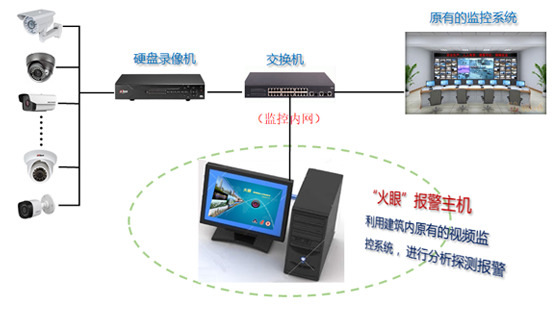 原有的监控系统
硬盘录像机
交换机
（监控内网）
“火眼”报警主机
利用建筑内原有的视频监
控系统，进行分析探测报警